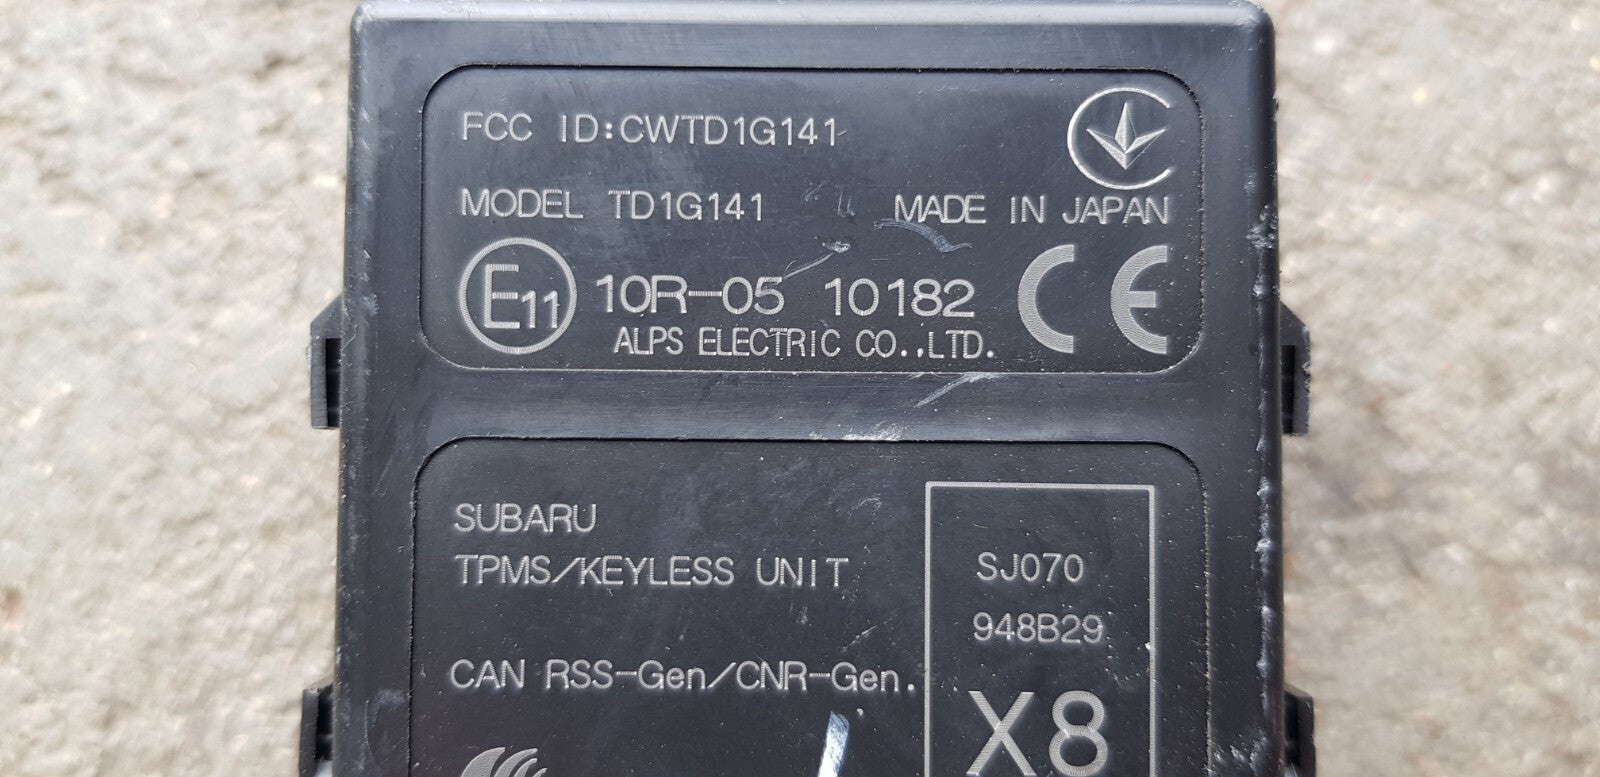 FCC ID:CWTD1G141
MODEL TD1G141 MADE IN JAPAN
E11 10R-05 10182 CE
ALPS ELECTRIC CO.,LTD.
SUBARU
TPMS/KEYLESS UNIT
CAN RSS-Gen/CNR-Gen.
SJ070
948B29
X8